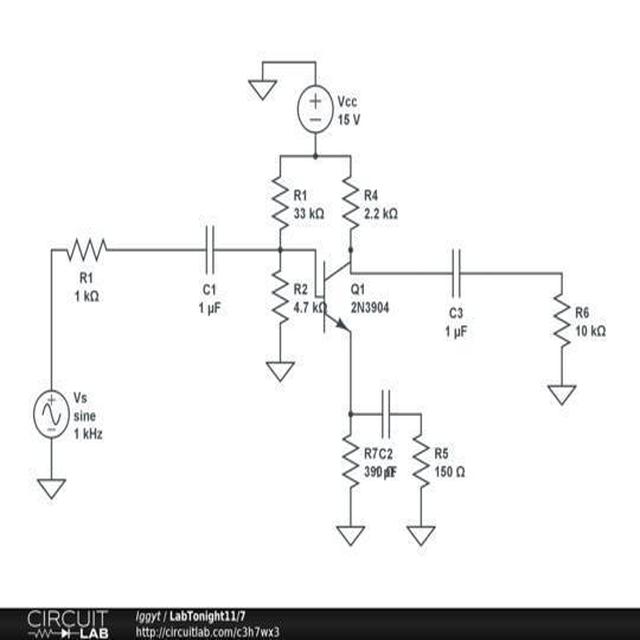 Vcc
15 V
R1
33 kΩ
R4
2.2 kΩ
R1
1 kΩ
C1
1 µF
R2
4.7 kΩ
Q1
2N3904
C3
1 µF
R6
10 kΩ
Vs
sine
1 kHz
R7C2
R5
150 Ω
CIRCUIT
LAB
Iggyt / LabTonight11/7
http://circuitlab.com/c3h7wx3